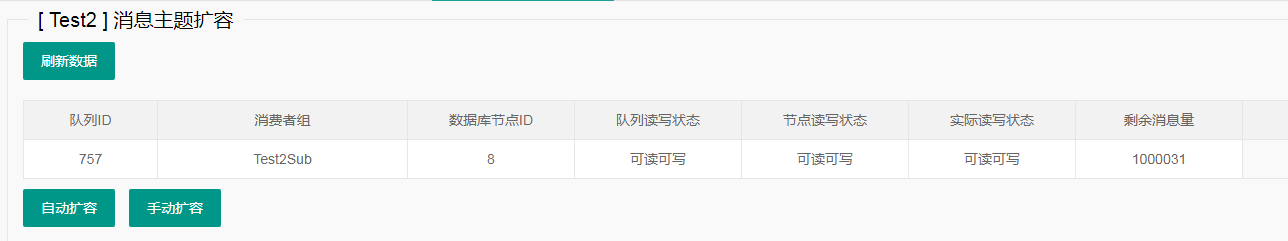 [ Test2 ] 消息主题扩容
刷新数据
队列ID 消费者组 数据库节点ID 队列读写状态 节点读写状态 实际读写状态 剩余消息量
757 Test2Sub 8 可读可写 可读可写 可读可写 1000031
自动扩容 手动扩容